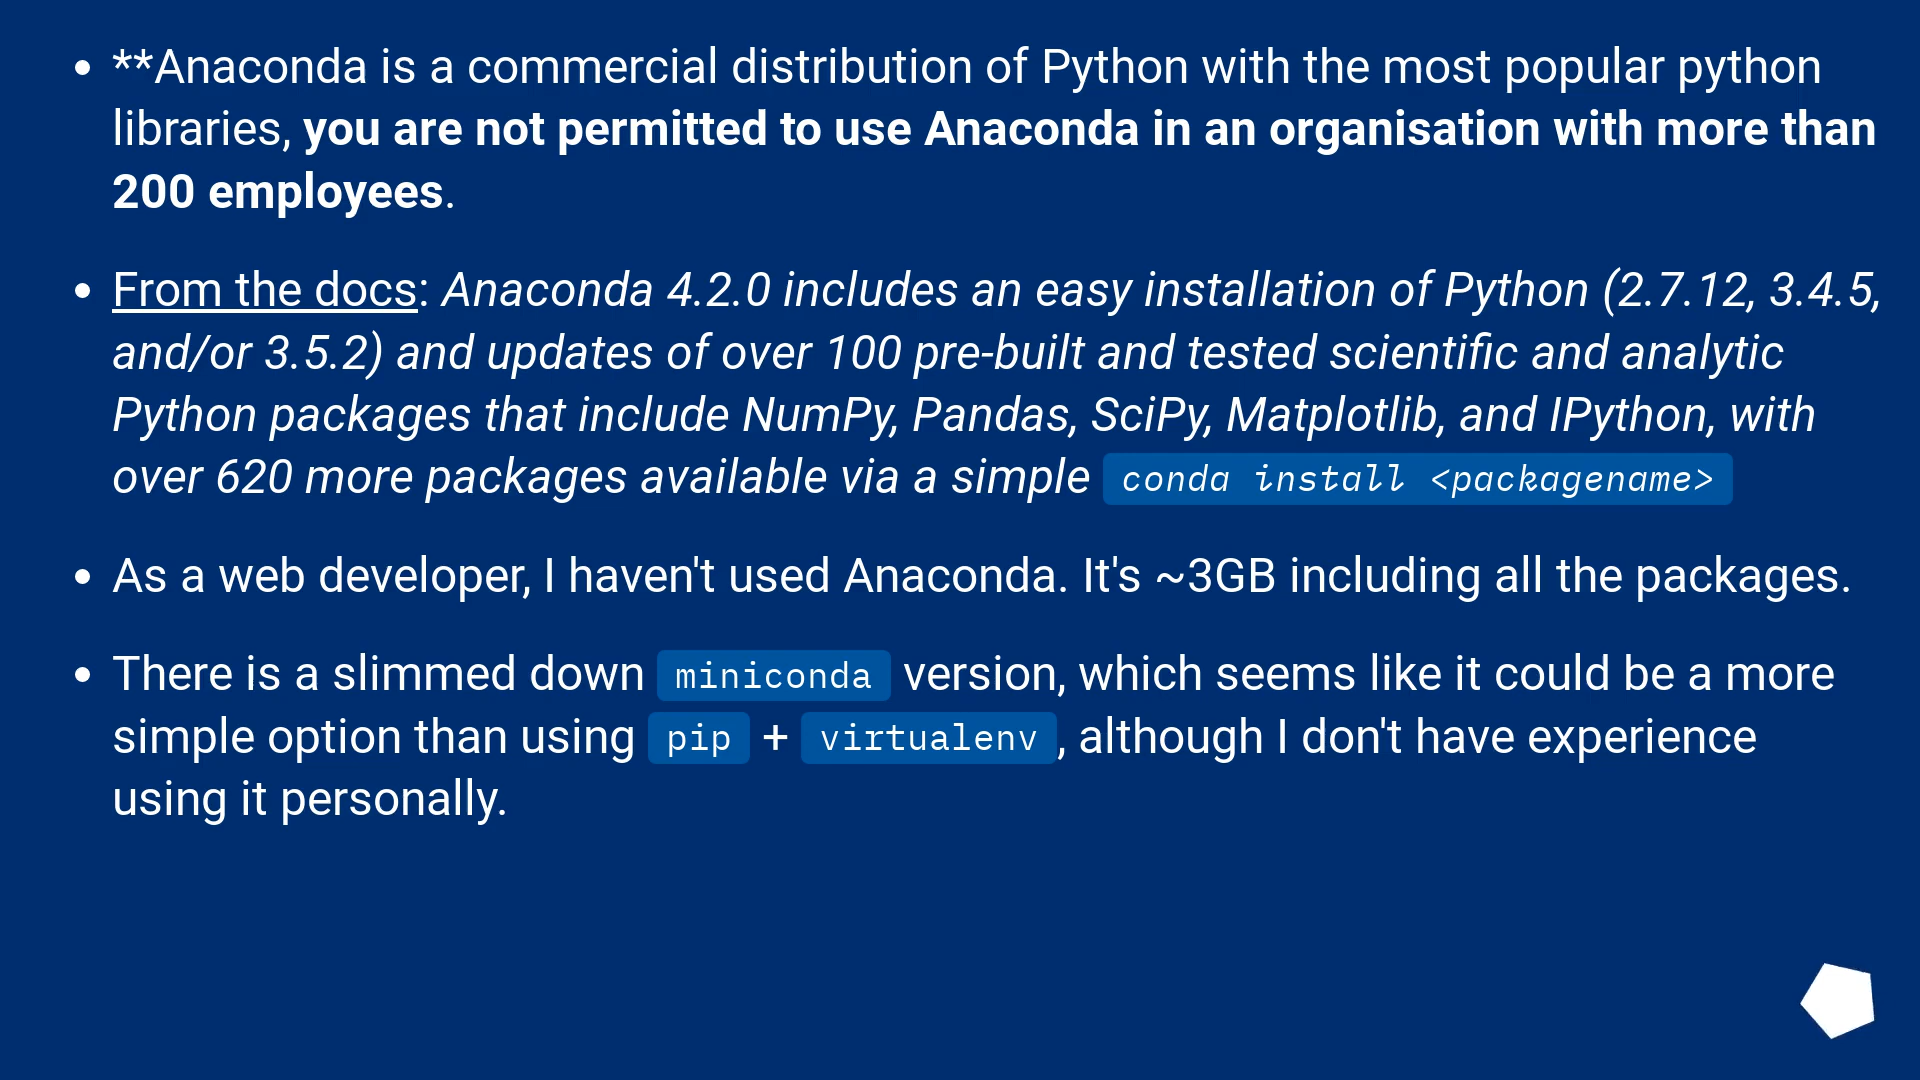 • **Anaconda is a commercial distribution of Python with the most popular python
libraries, you are not permitted to use Anaconda in an organisation with more than
200 employees.
• From the docs: Anaconda 4.2.0 includes an easy installation of Python (2.7.12, 3.4.5,
and/or 3.5.2) and updates of over 100 pre-built and tested scientific and analytic
Python packages that include NumPy, Pandas, SciPy, Matplotlib, and IPython, with
over 620 more packages available via a simple conda install <packagename>
• As a web developer, I haven't used Anaconda. It's ~3GB including all the packages.
• There is a slimmed down miniconda version, which seems like it could be a more
simple option than using pip + virtualenv, although I don't have experience
using it personally.